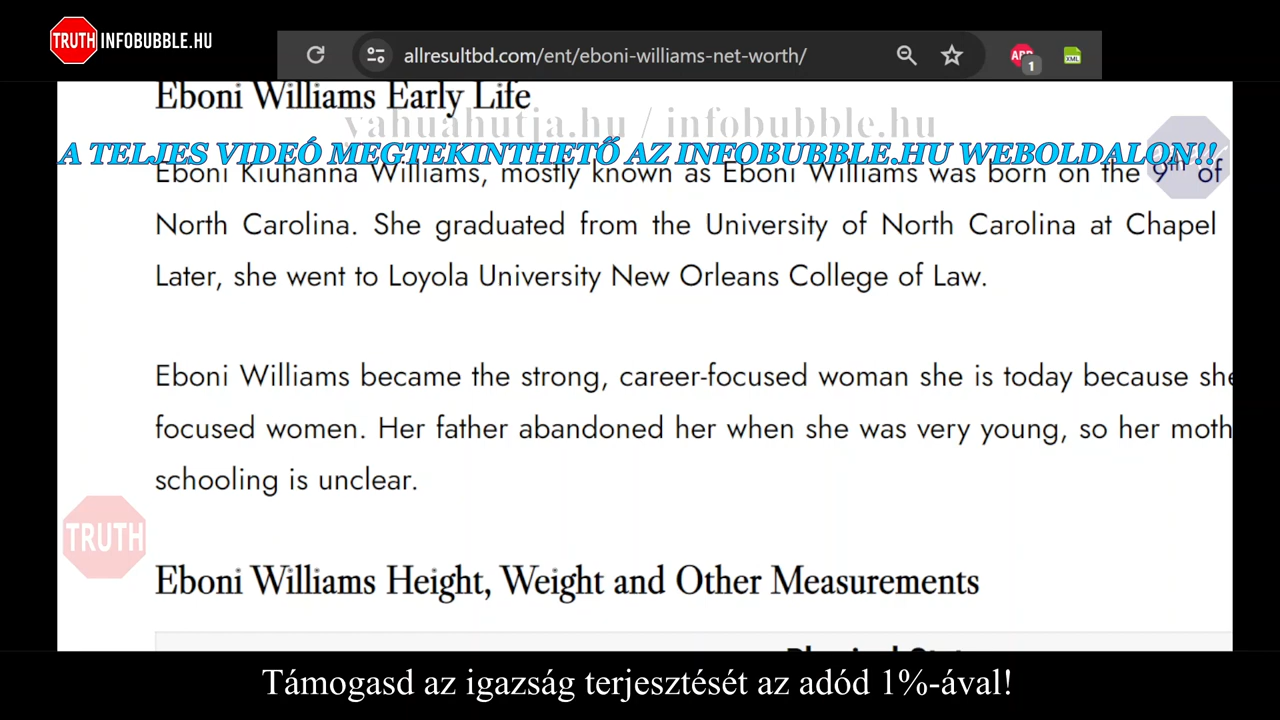 TRUTH INFOBUBBLE.HU
allresultbd.com/ent/eboni-williams-net-worth/
1
XML
Eboni Williams Early Life
yahuahutja.hu / infobubble.hu
A TELJES VIDEÓ MEGTEKINTHETŐ AZ INFOBUBBLE.HU WEBOLDALON!!
Eboni Kiuhanna Williams, mostly known as Eboni Williams was born on the 9th of
North Carolina. She graduated from the University of North Carolina at Chapel
Later, she went to Loyola University New Orleans College of Law.
Eboni Williams became the strong, career-focused woman she is today because she
focused women. Her father abandoned her when she was very young, so her moth
schooling is unclear.
TRUTH
Eboni Williams Height, Weight and Other Measurements
Támogasd az igazság terjesztését az adód 1%-ával!